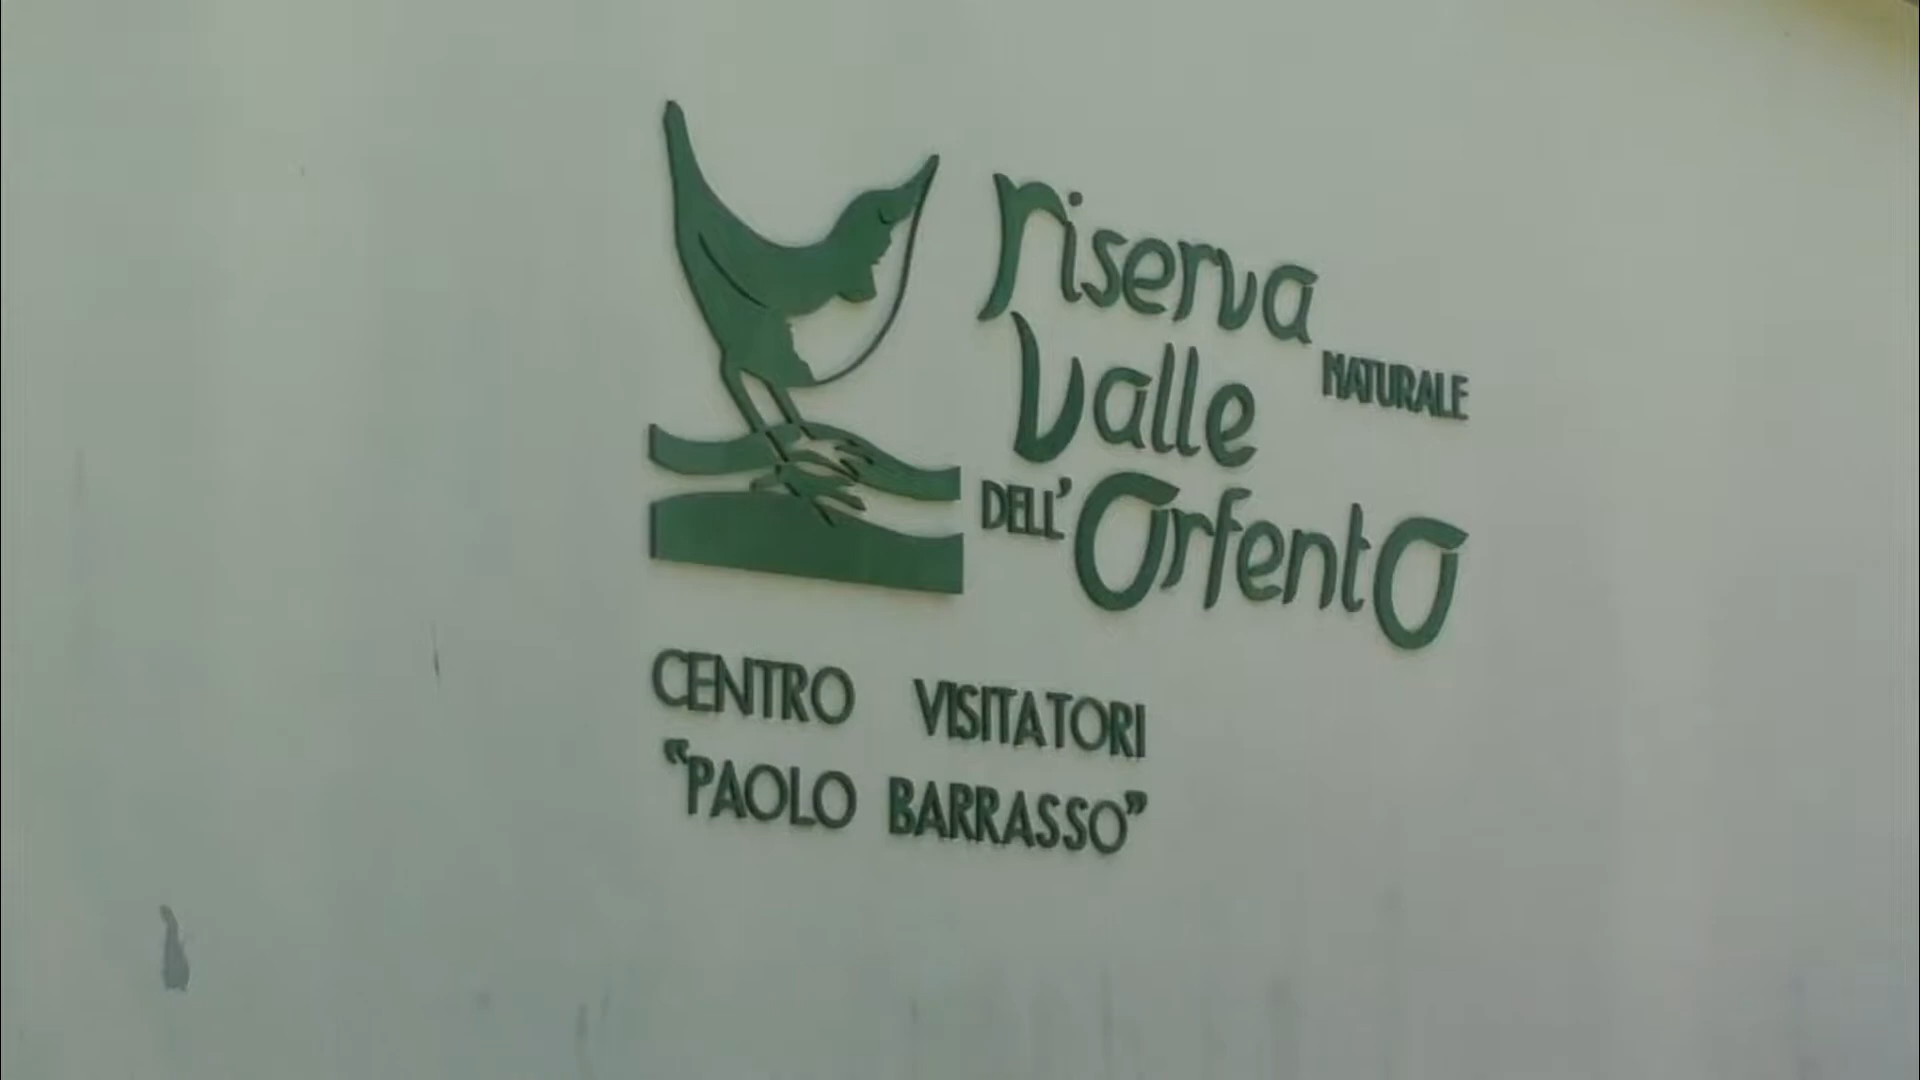 riserva
NATURALE
valle
DELL' Orfento
CENTRO VISITATORI
"PAOLO BARRASSO"